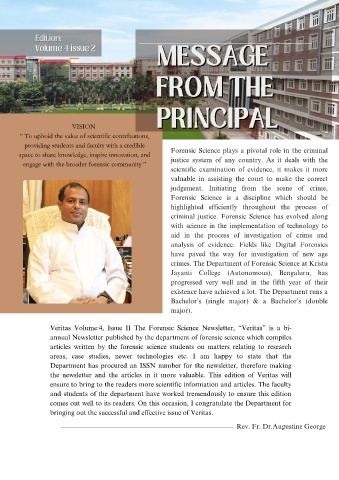 Edition:
Volume 4 issue 2
MESSAGE
FROM THE
PRINCIPAL
VISION
“ To uphold the value of scientific contributions,
providing students and faculty with a credible
space to share knowledge, inspire innovation, and
engage with the broader forensic community ”
Forensic Science plays a pivotal role in the criminal
justice system of any country. As it deals with the
scientific examination of evidence, it makes it more
valuable in assisting the court to make the correct
judgement. Initiating from the scene of crime,
Forensic Science is a discipline which should be
highlighted efficiently throughout the process of
criminal justice. Forensic Science has evolved along
with science in the implementation of technology to
aid in the process of investigation of crime and
analysis of evidence. Fields like Digital Forensics
have paved the way for investigation of new age
crimes. The Department of Forensic Science at Kristu
Jayanti College (Autonomous), Bengaluru, has
progressed very well and in the fifth year of their
existence have achieved a lot. The Department runs a
Bachelor’s (single major) & a Bachelor’s (double
major).
Veritas Volume:4, Issue II The Forensic Science Newsletter, “Veritas” is a bi-
annual Newsletter published by the department of forensic science which compiles
articles written by the forensic science students on matters relating to research
areas, case studies, newer technologies etc. I am happy to state that the
Department has procured an ISSN number for the newsletter, therefore making
the newsletter and the articles in it more valuable. This edition of Veritas will
ensure to bring to the readers more scientific information and articles. The faculty
and students of the department have worked tremendously to ensure this edition
comes out well to its readers. On this occasion, I congratulate the Department for
bringing out the successful and effective issue of Veritas.
Rev. Fr. Dr.Augustine George